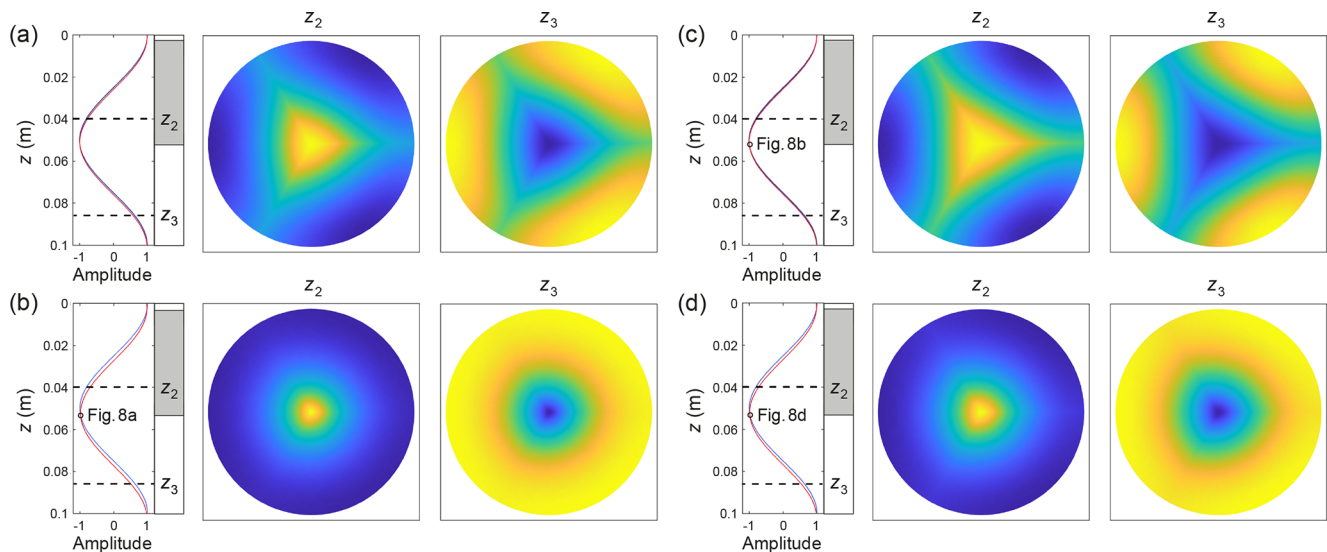 (a)
z2
z3
0
0.02
0.04
0.06
0.08
0.1
z (m)
z2
z3
-1 0 1
Amplitude
(c)
z2
z3
0
0.02
0.04
0.06
0.08
0.1
z (m)
z2
Fig. 8b
z3
-1 0 1
Amplitude
(b)
z2
z3
0
0.02
0.04
0.06
0.08
0.1
z (m)
z2
Fig. 8a
z3
-1 0 1
Amplitude
(d)
z2
z3
0
0.02
0.04
0.06
0.08
0.1
z (m)
z2
Fig. 8d
z3
-1 0 1
Amplitude